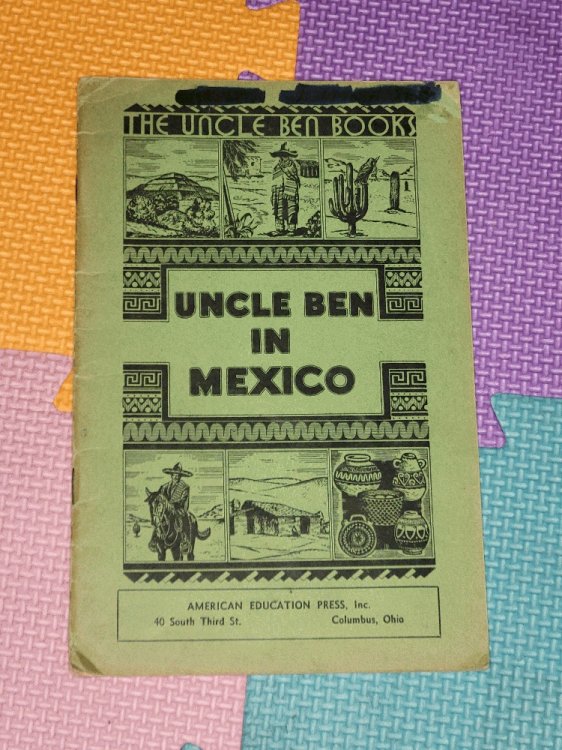 THE UNCLE BEN BOOKS
UNCLE BEN
IN
MEXICO
AMERICAN EDUCATION PRESS, Inc.
40 South Third St. Columbus, Ohio